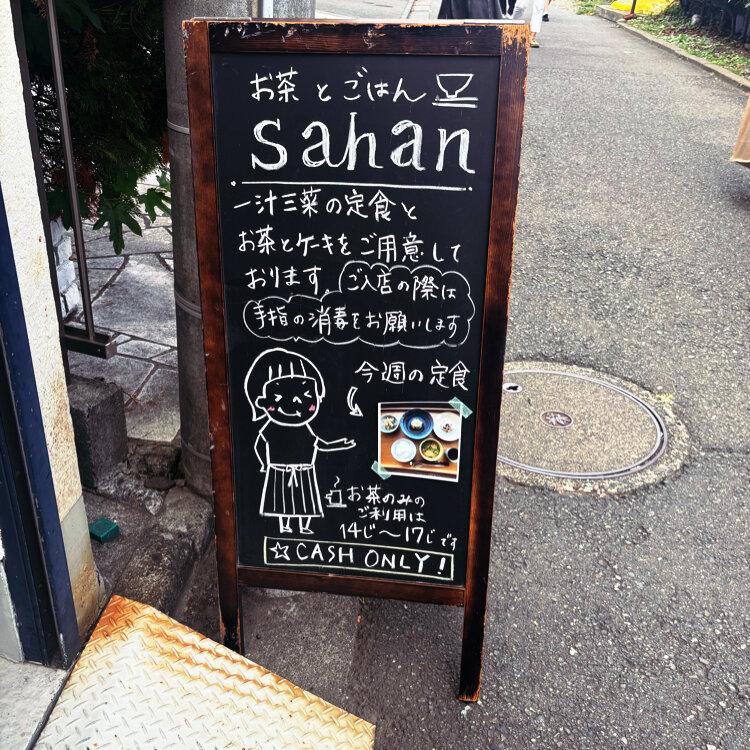 お茶とごはん
sahan
一汁三菜の定食と
お茶とケーキをご用意して
おります。ご入店の際は
手指の消毒をお願いします
今週の定食
お茶のみの
ご利用は
14じ〜17じです
☆CASH ONLY!